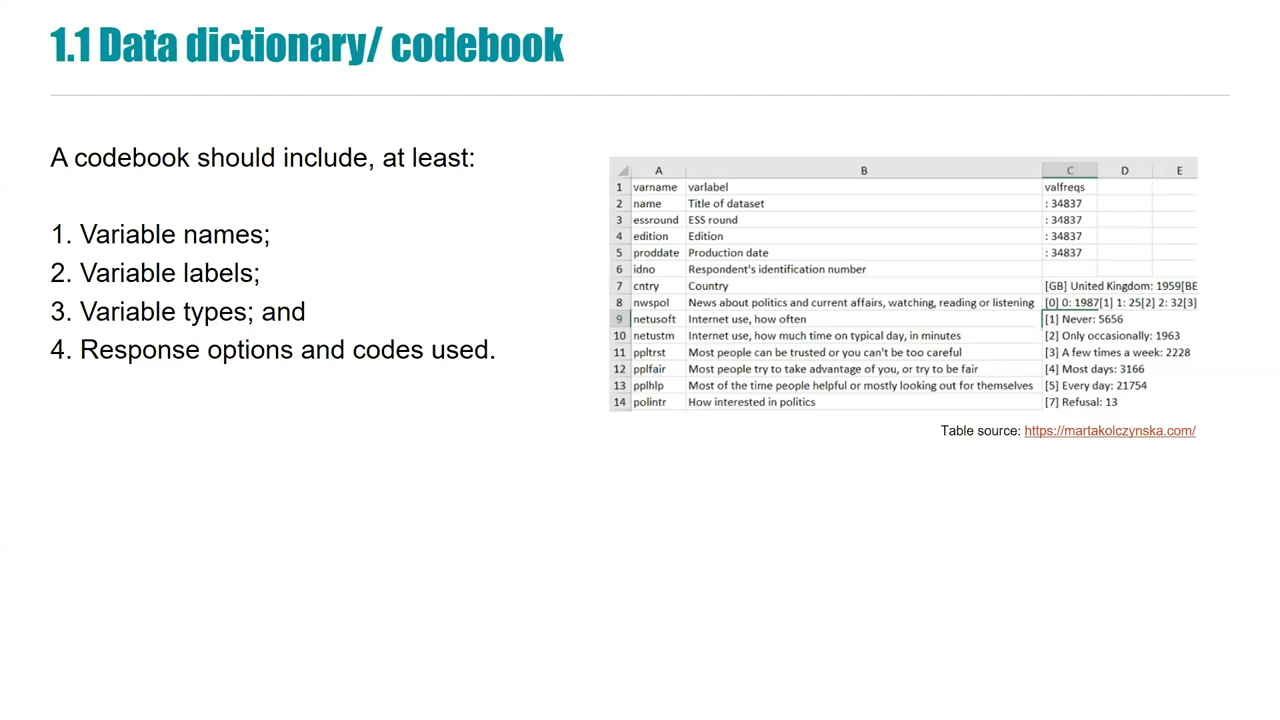 1.1 Data dictionary/ codebook
A codebook should include, at least:
1. Variable names;
2. Variable labels;
3. Variable types; and
4. Response options and codes used.
A B C D E
1 varname varlabel valfreqs
2 name Title of dataset : 34837
3 essround ESS round : 34837
4 edition Edition : 34837
5 proddate Production date : 34837
6 idno Respondent's identification number
7 cntry Country [GB] United Kingdom: 1959[BE
8 nwspol News about politics and current affairs, watching, reading or listening [0] 0: 1987[1] 1: 25[2] 2: 32[3]
9 netusoft Internet use, how often [1] Never: 5656
10 netustm Internet use, how much time on typical day, in minutes [2] Only occasionally: 1963
11 ppltrst Most people can be trusted or you can't be too careful [3] A few times a week: 2228
12 pplfair Most people try to take advantage of you, or try to be fair [4] Most days: 3166
13 pplhlp Most of the time people helpful or mostly looking out for themselves [5] Every day: 21754
14 polintr How interested in politics [7] Refusal: 13
Table source: https://martakolczynska.com/